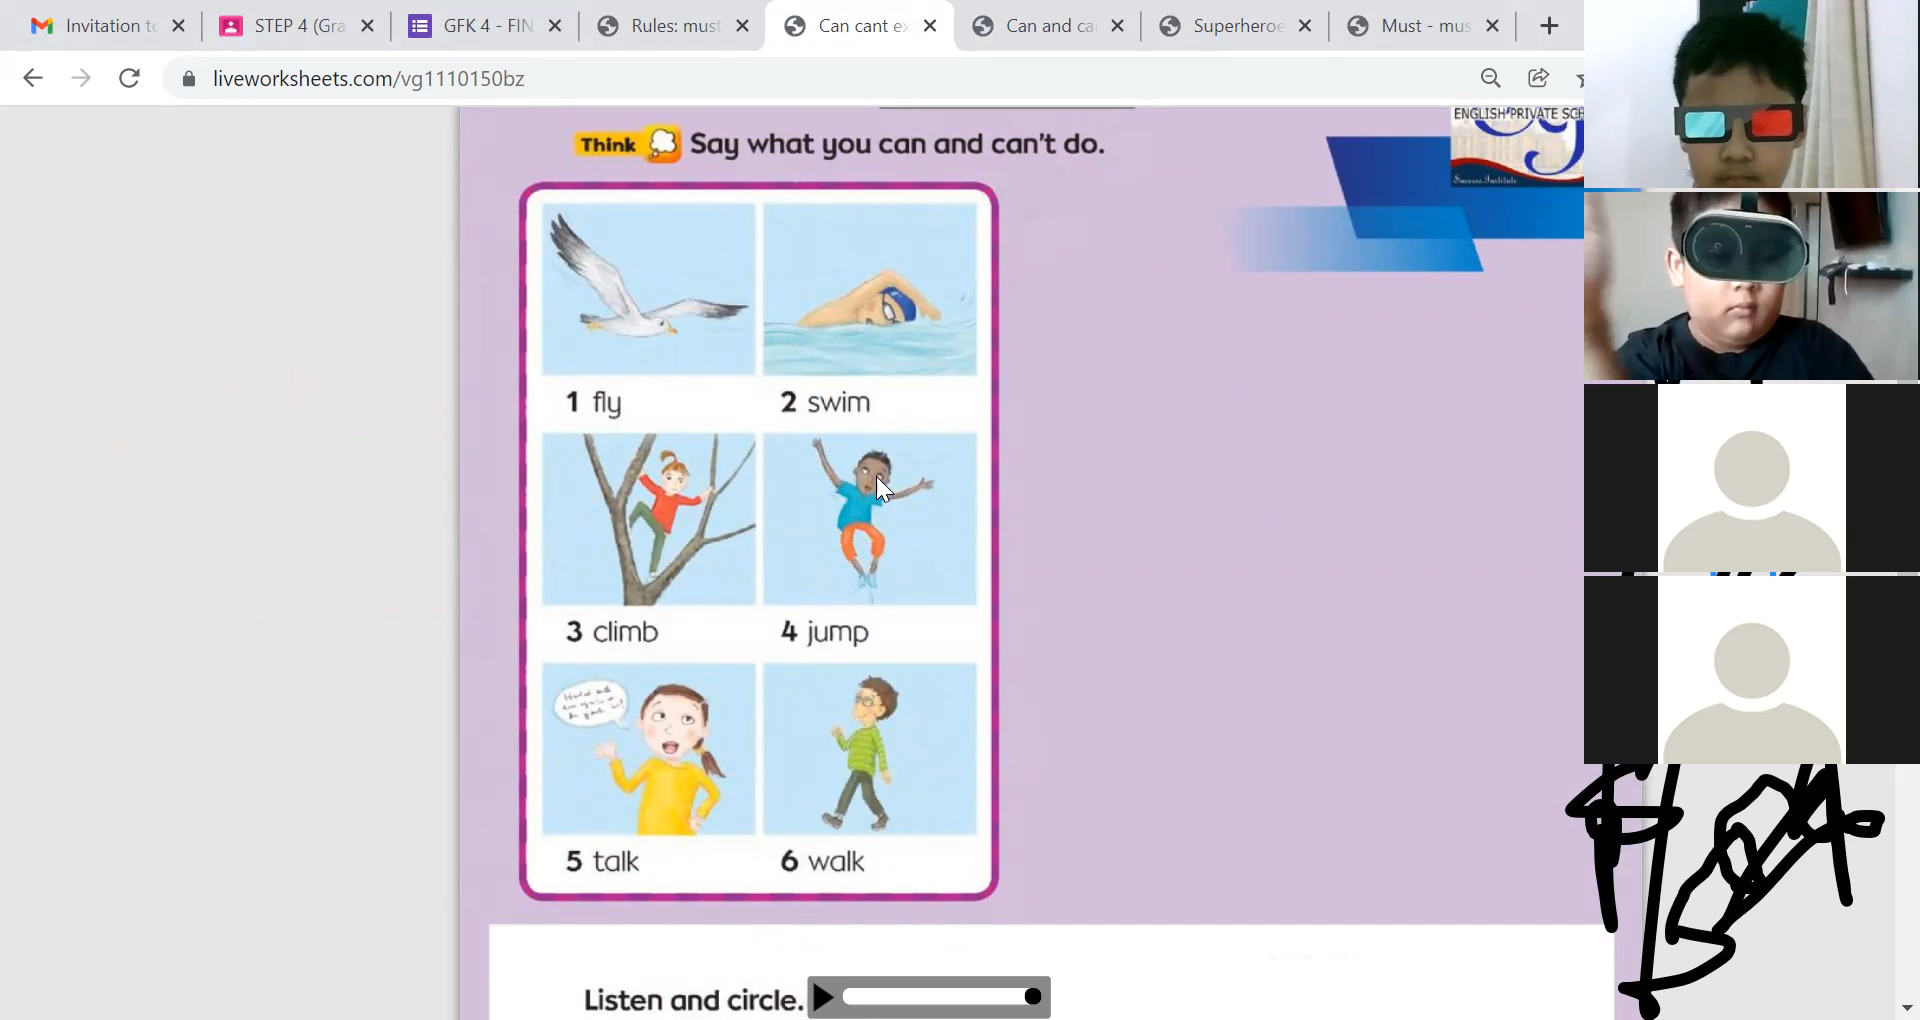 Invitation to
STEP 4 (Gra
GFK 4 - FIN
Rules: must
Can cant ex
Can and ca
Superheroe
Must - mus
liveworksheets.com/vg1110150bz
ENGLISH PRIVATE SCH
Success Institute
Think Say what you can and can't do.
1 fly
2 swim
3 climb
4 jump
5 talk
6 walk
Listen and circle.